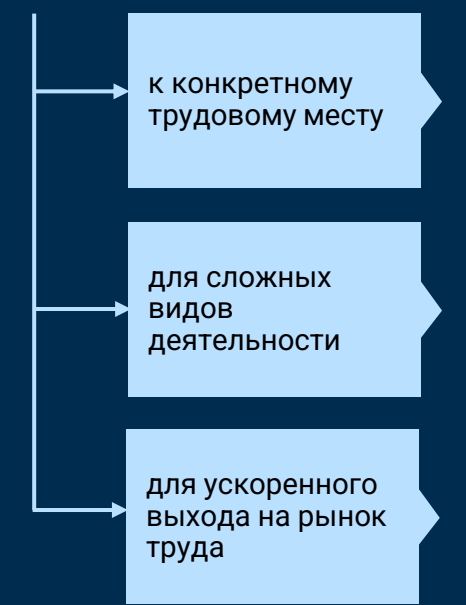 к конкретному
трудовому месту
для сложных
видов
деятельности
для ускоренного
выхода на рынок
труда